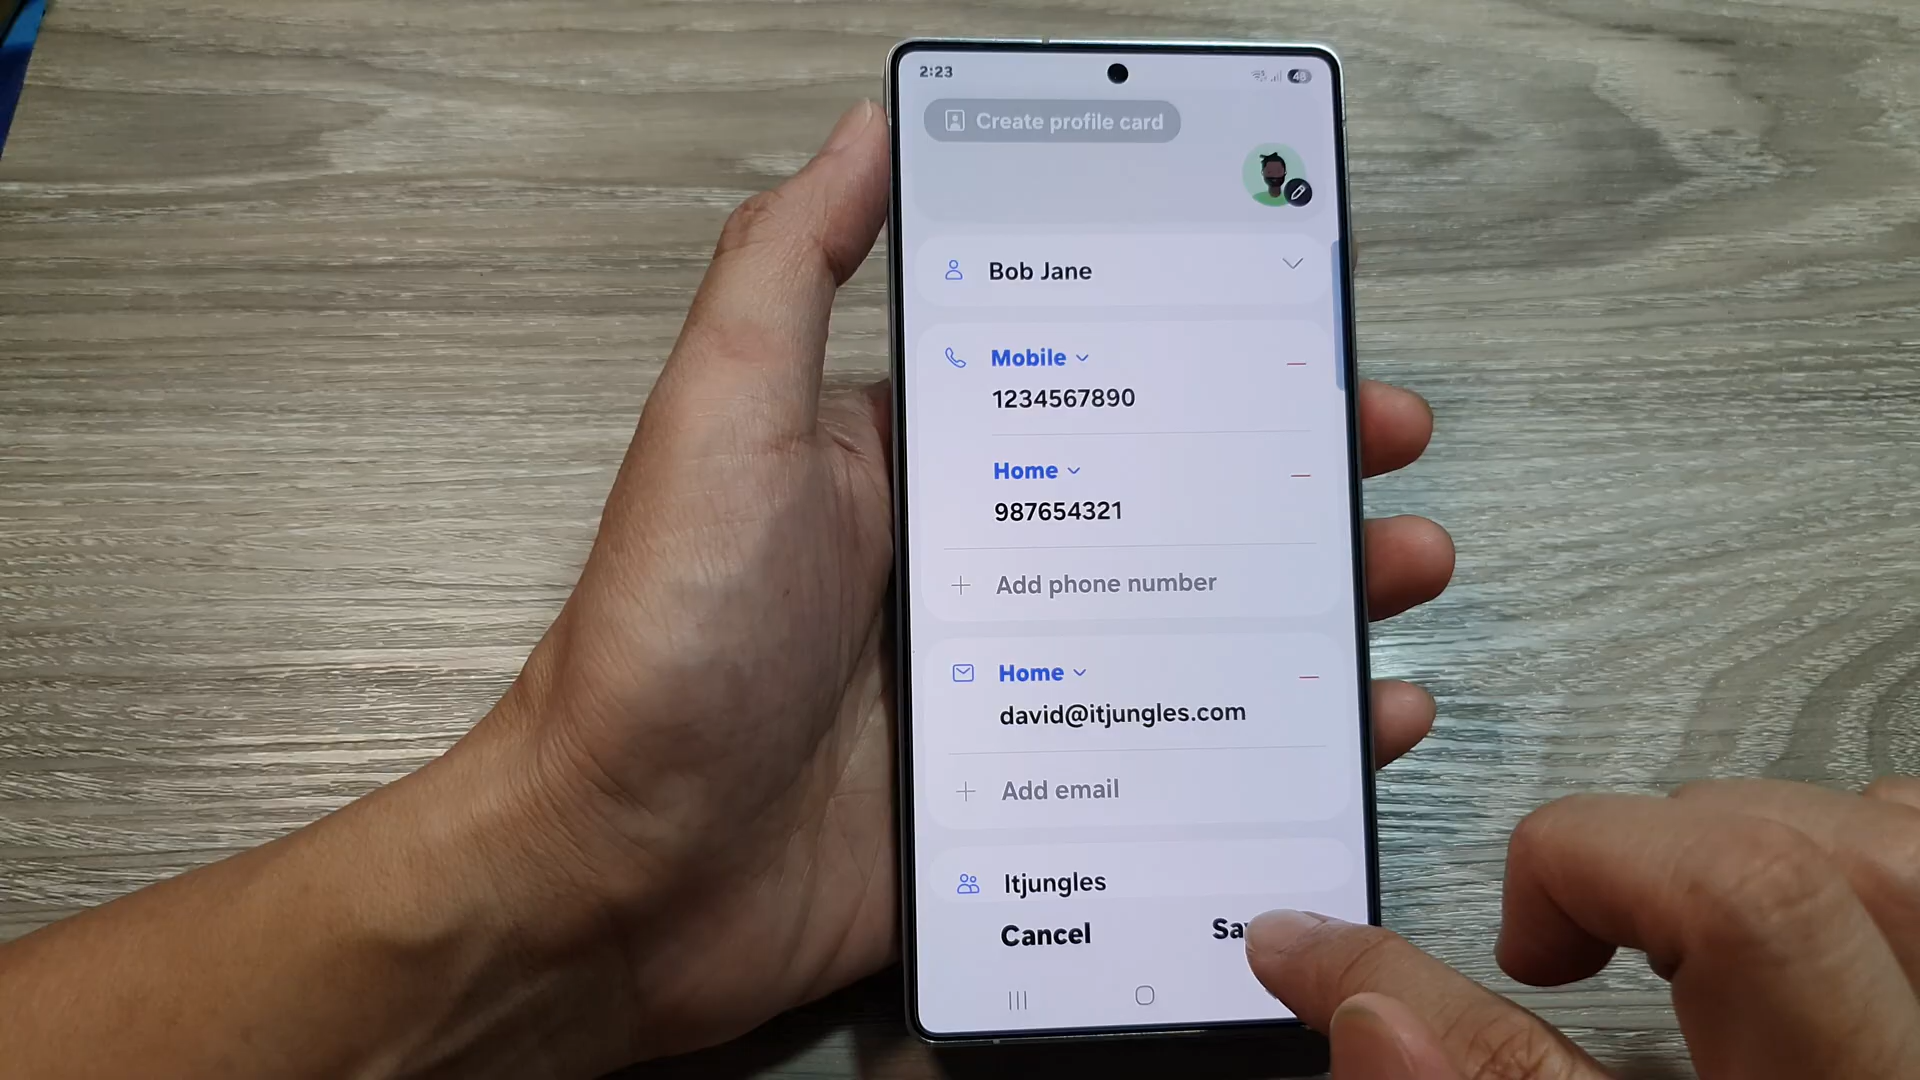 2:23
48
Create profile card
Bob Jane
Mobile
1234567890
Home
987654321
Add phone number
Home
david@itjungles.com
Add email
Itjungles
Cancel